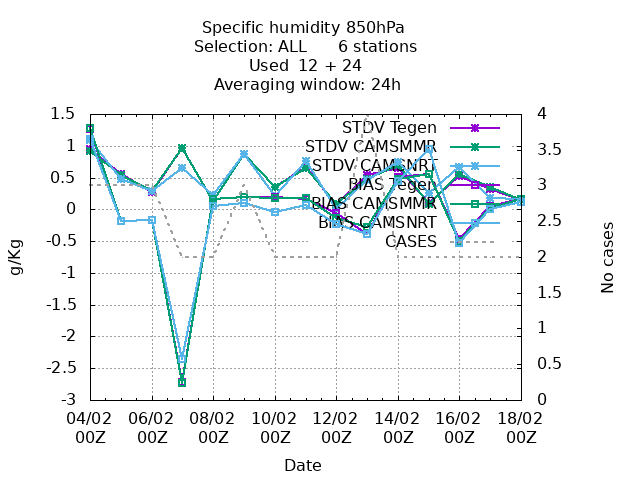 Specific humidity 850hPa
Selection: ALL      6 stations
Used  12 + 24
Averaging window: 24h
1.5
1
0.5
0
-0.5
-1
-1.5
-2
-2.5
-3
g/Kg
4
3.5
3
2.5
2
1.5
1
0.5
0
No cases
STDV Tegen
STDV CAMSMMR
STDV CAMSNRT
BIAS Tegen
BIAS CAMSMMR
BIAS CAMSNRT
CASES
04/02 06/02 08/02 10/02 12/02 14/02 16/02 18/02
00Z 00Z 00Z 00Z 00Z 00Z 00Z 00Z
Date